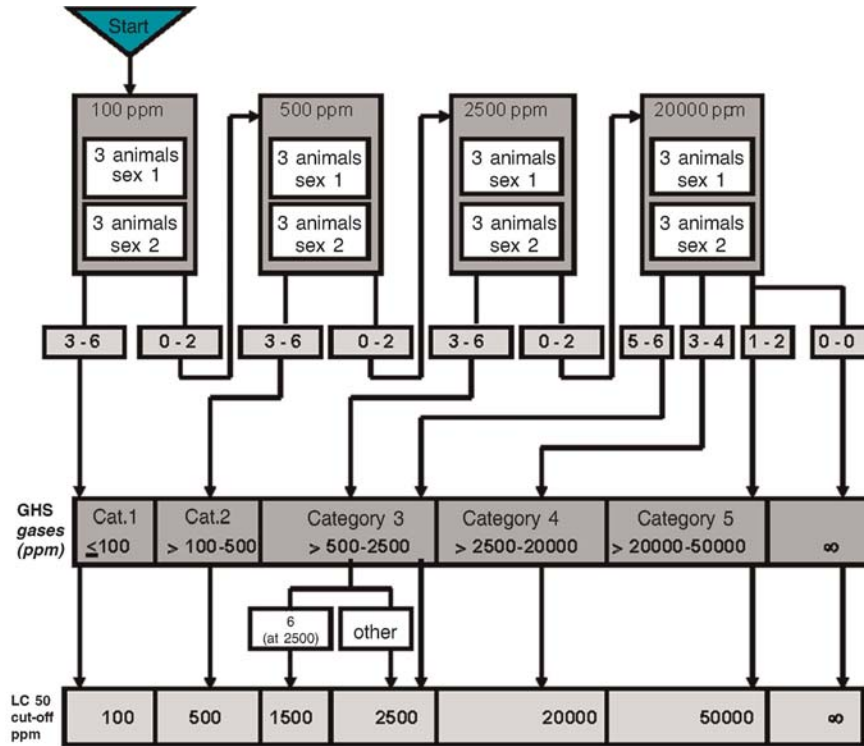 Start
100 ppm
500 ppm
2500 ppm
20000 ppm
3 animals
sex 1
3 animals
sex 1
3 animals
sex 1
3 animals
sex 1
3 animals
sex 2
3 animals
sex 2
3 animals
sex 2
3 animals
sex 2
3 - 6
0 - 2
3 - 6
0 - 2
3 - 6
0 - 2
5 - 6
3 - 4
1 - 2
0 - 0
GHS
gases
(ppm)
Cat.1
≤100
Cat.2
> 100-500
Category 3
> 500-2500
Category 4
> 2500-20000
Category 5
> 20000-50000
∞
6
(at 2500)
other
LC 50
cut-off
ppm
100
500
1500
2500
20000
50000
∞